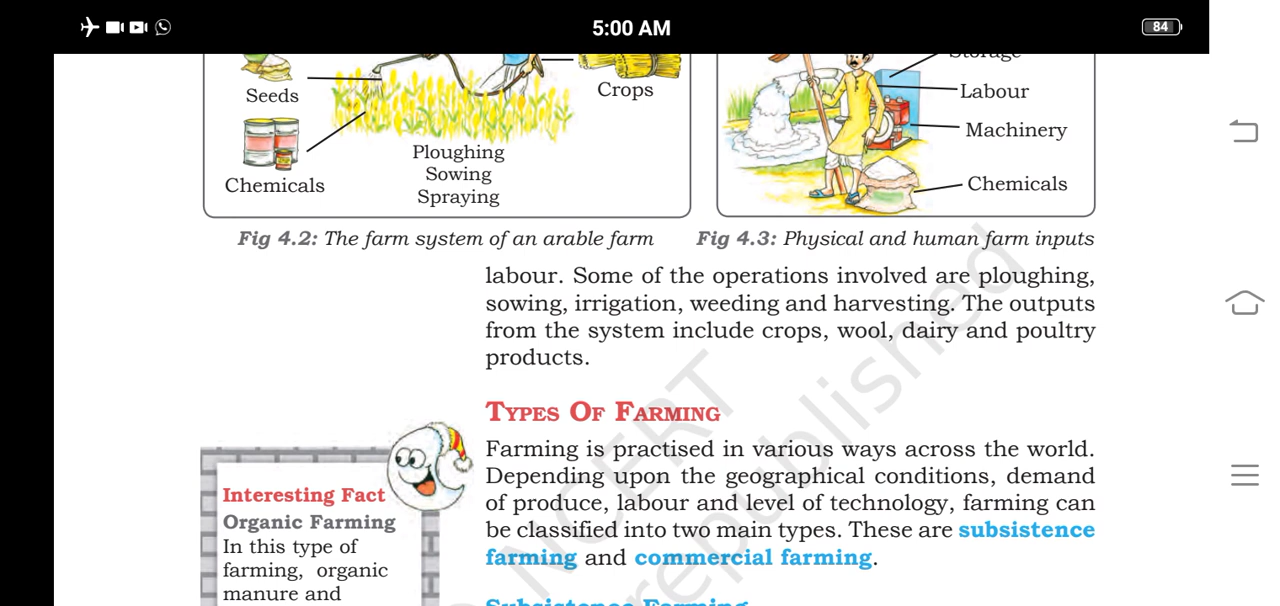 5:00 AM
84
Seeds
Chemicals
Ploughing
Sowing
Spraying
Crops
Storage
Labour
Machinery
Chemicals
Fig 4.2: The farm system of an arable farm
Fig 4.3: Physical and human farm inputs
labour. Some of the operations involved are ploughing,
sowing, irrigation, weeding and harvesting. The outputs
from the system include crops, wool, dairy and poultry
products.
Types Of Farming
Farming is practised in various ways across the world.
Depending upon the geographical conditions, demand
of produce, labour and level of technology, farming can
be classified into two main types. These are subsistence
farming and commercial farming.
Subsistence Farming
Interesting Fact
Organic Farming
In this type of
farming, organic
manure and
NCERT
republished